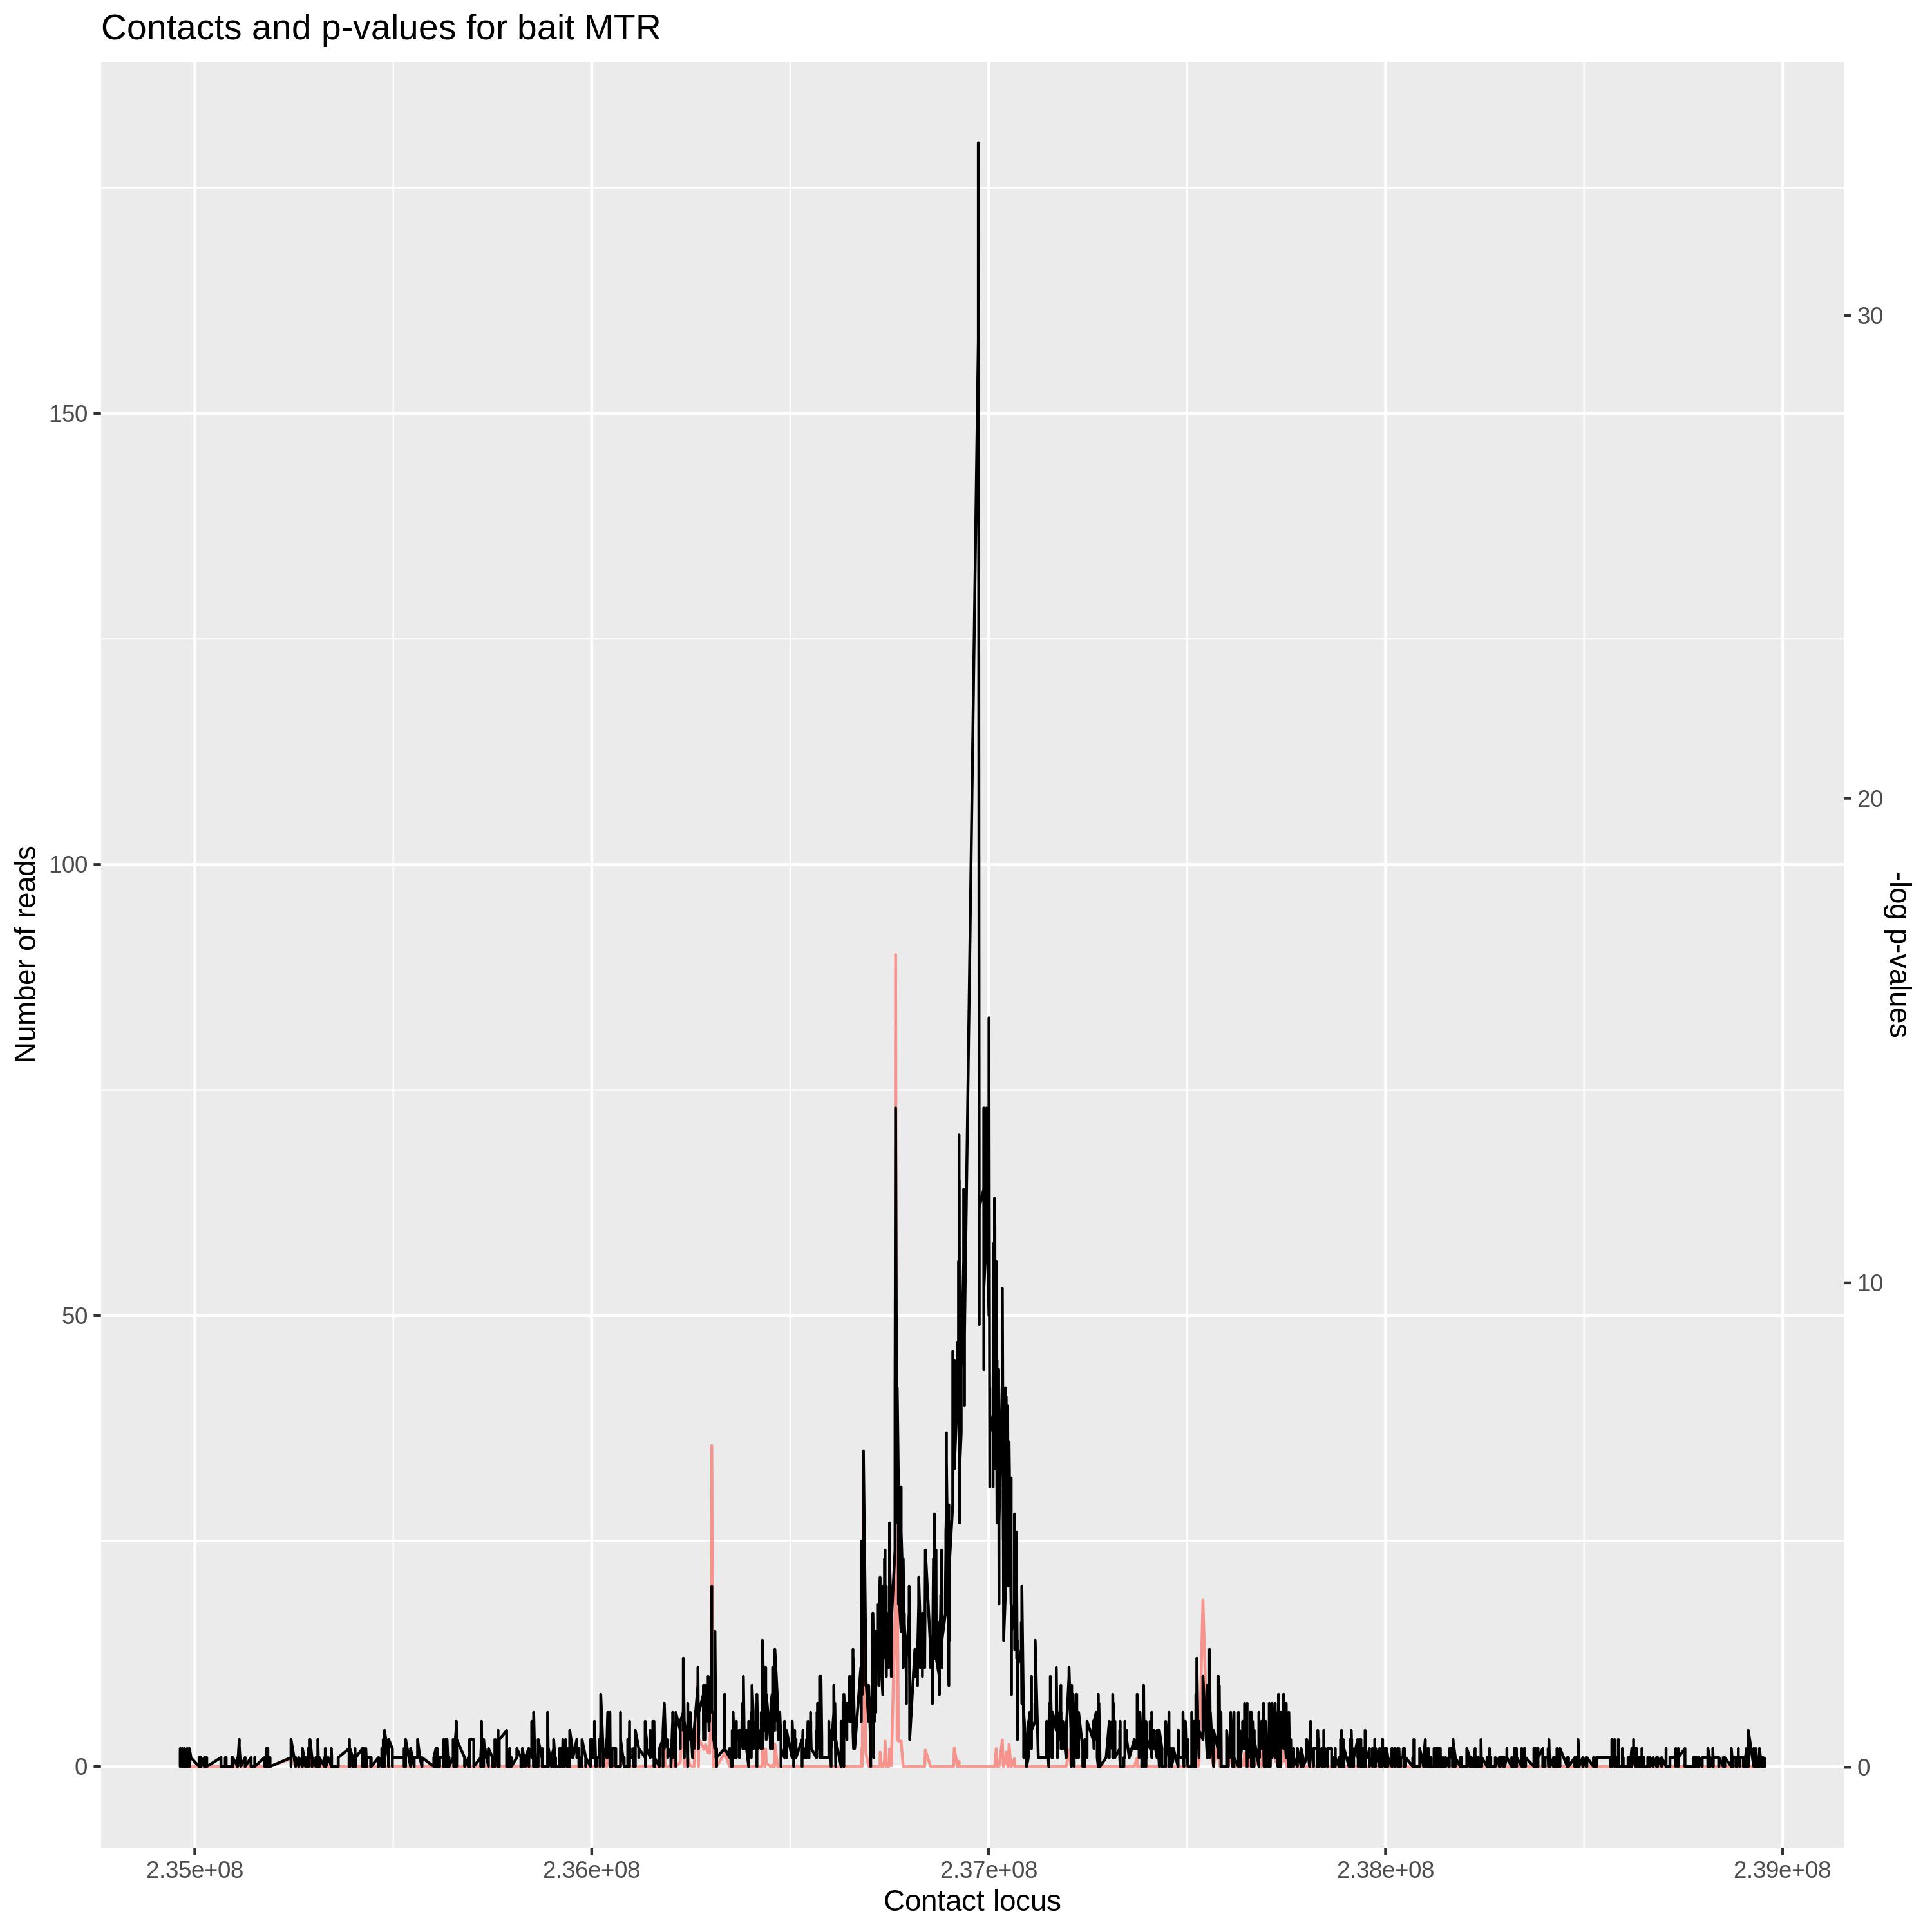 Contacts and p-values for bait MTR
Number of reads
150
100
50
0
30
20
10
0
-log p-values
2.35e+08 2.36e+08 2.37e+08 2.38e+08 2.39e+08
Contact locus